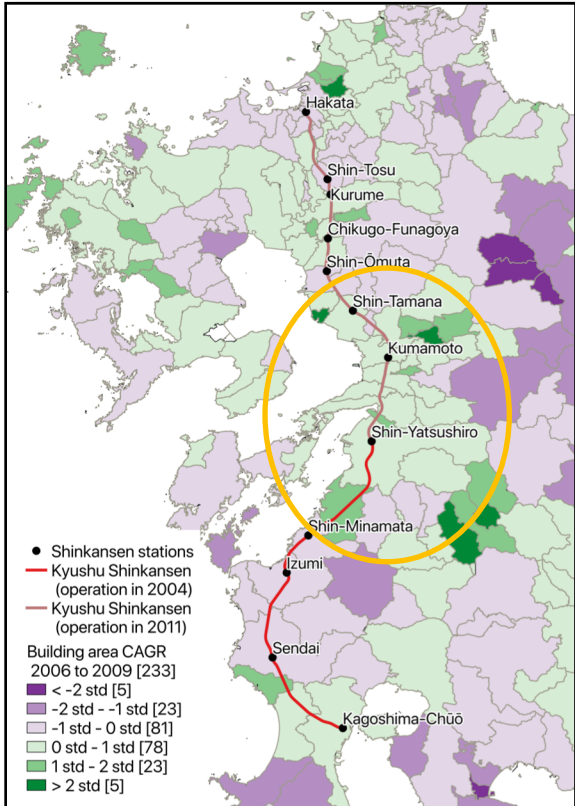 Hakata
Shin-Tosu
Kurume
Chikugo-Funagoya
Shin-Ōmuta
Shin-Tamana
Kumamoto
Shin-Yatsushiro
Shin-Minamata
Izumi
Sendai
Kagoshima-Chūō
Shinkansen stations
Kyushu Shinkansen
(operation in 2004)
Kyushu Shinkansen
(operation in 2011)
Building area CAGR
2006 to 2009 [233]
< -2 std [5]
-2 std - -1 std [23]
-1 std - 0 std [81]
0 std - 1 std [78]
1 std - 2 std [23]
> 2 std [5]